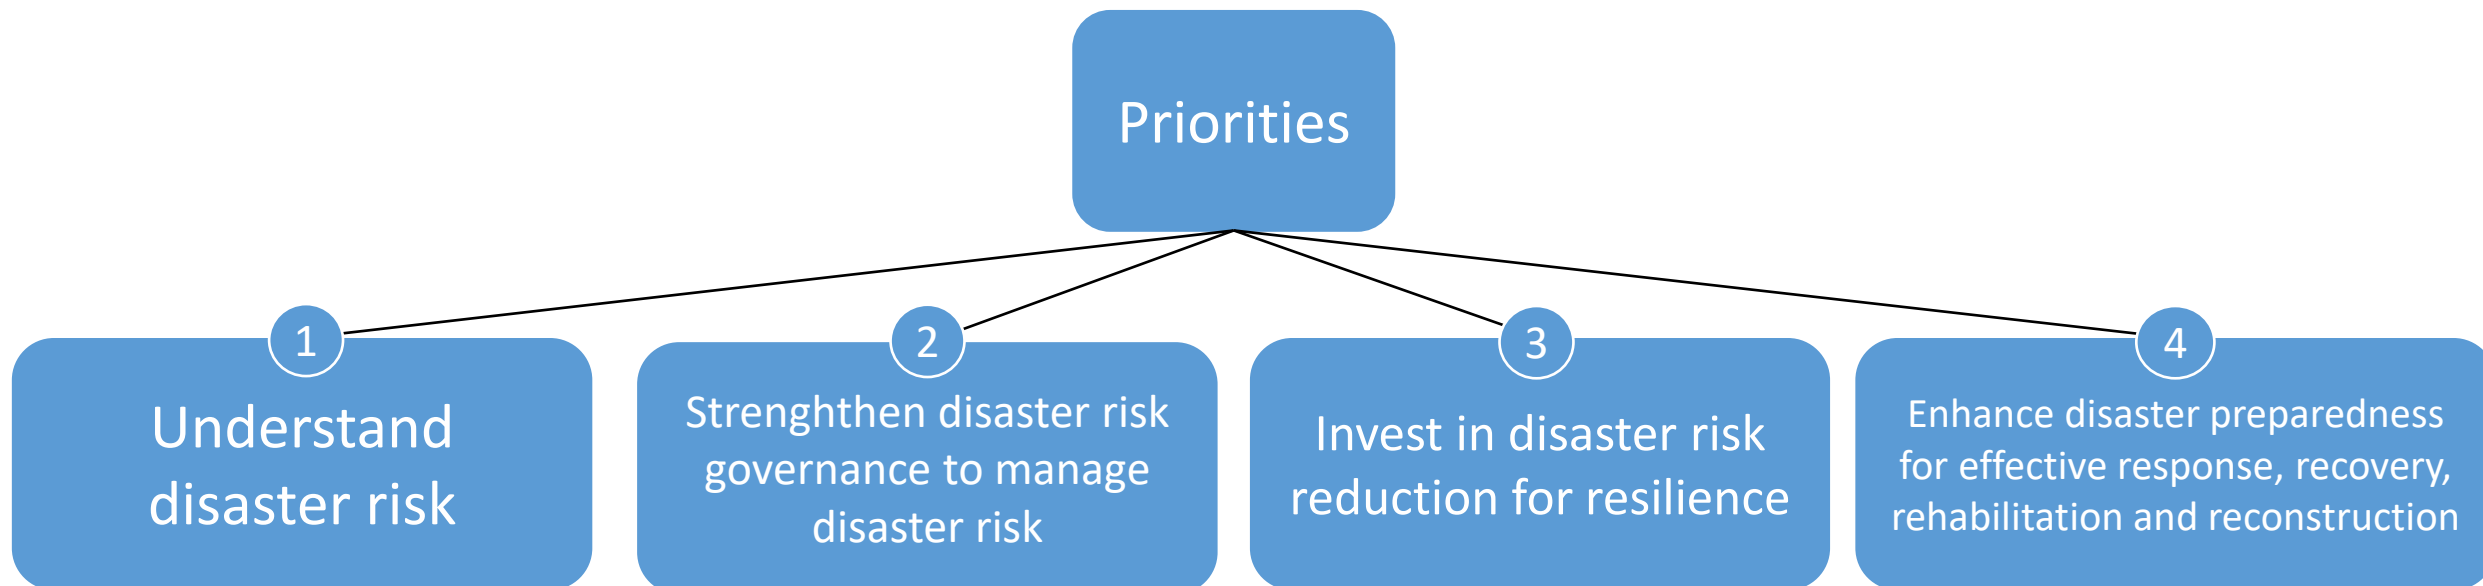 Priorities
1
Understand
disaster risk
2
Strenghthen disaster risk
governance to manage
disaster risk
3
Invest in disaster risk
reduction for resilience
4
Enhance disaster preparedness
for effective response, recovery,
rehabilitation and reconstruction